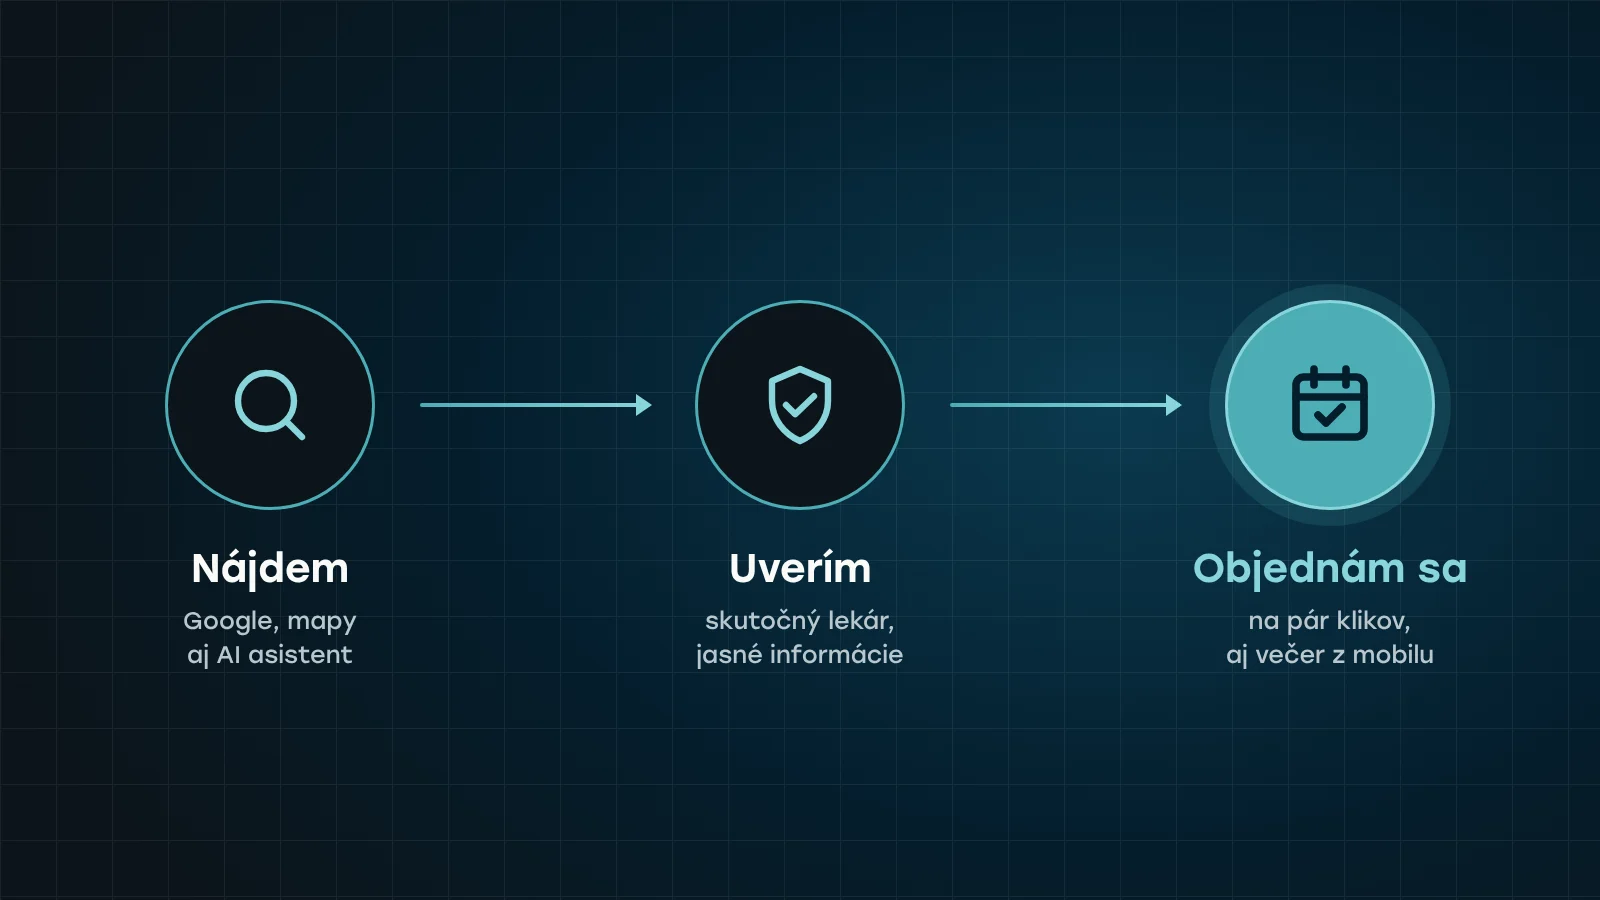 Nájdem
Google, mapy
aj AI asistent
Uverím
skutočný lekár,
jasné informácie
Objednám sa
na pár klikov,
aj večer z mobilu